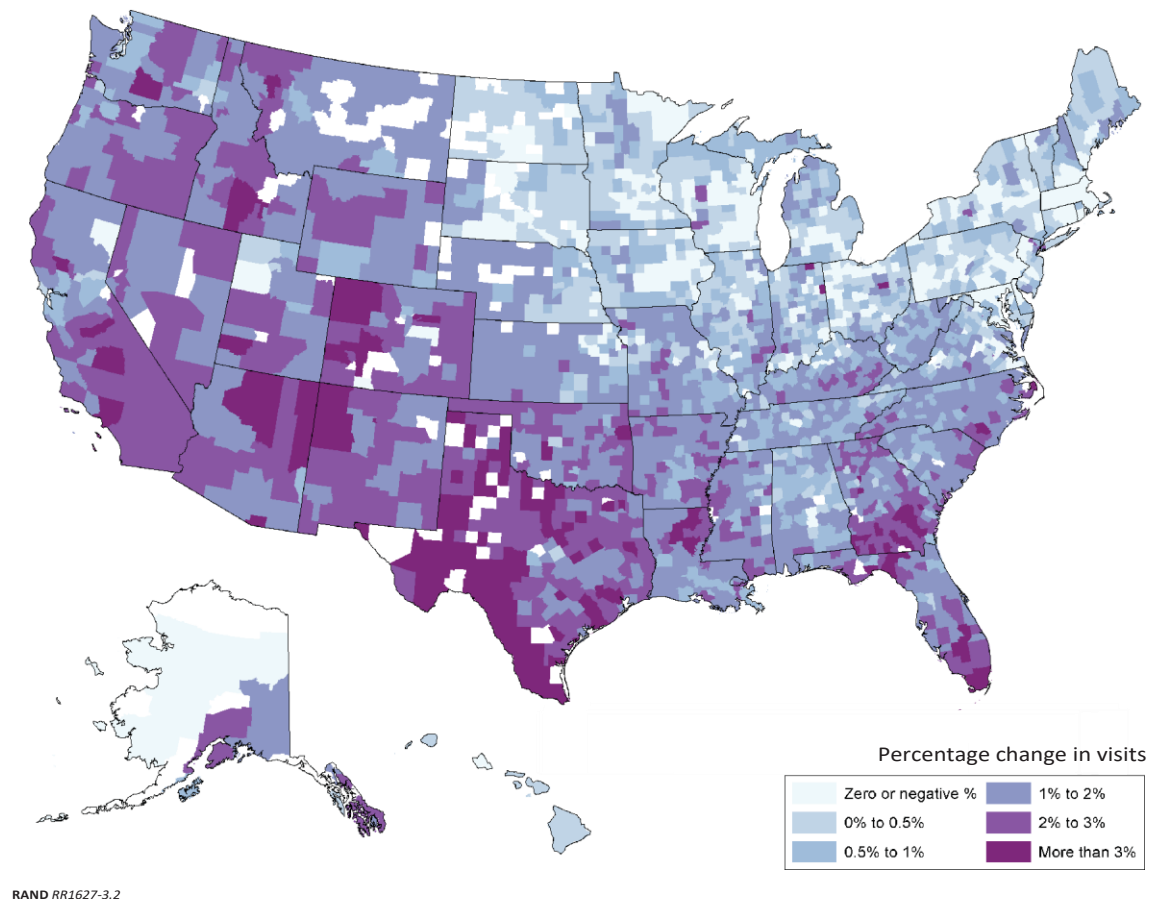 Percentage change in visits
Zero or negative %
1% to 2%
0% to 0.5%
2% to 3%
0.5% to 1%
More than 3%
RAND RR1627-3.2